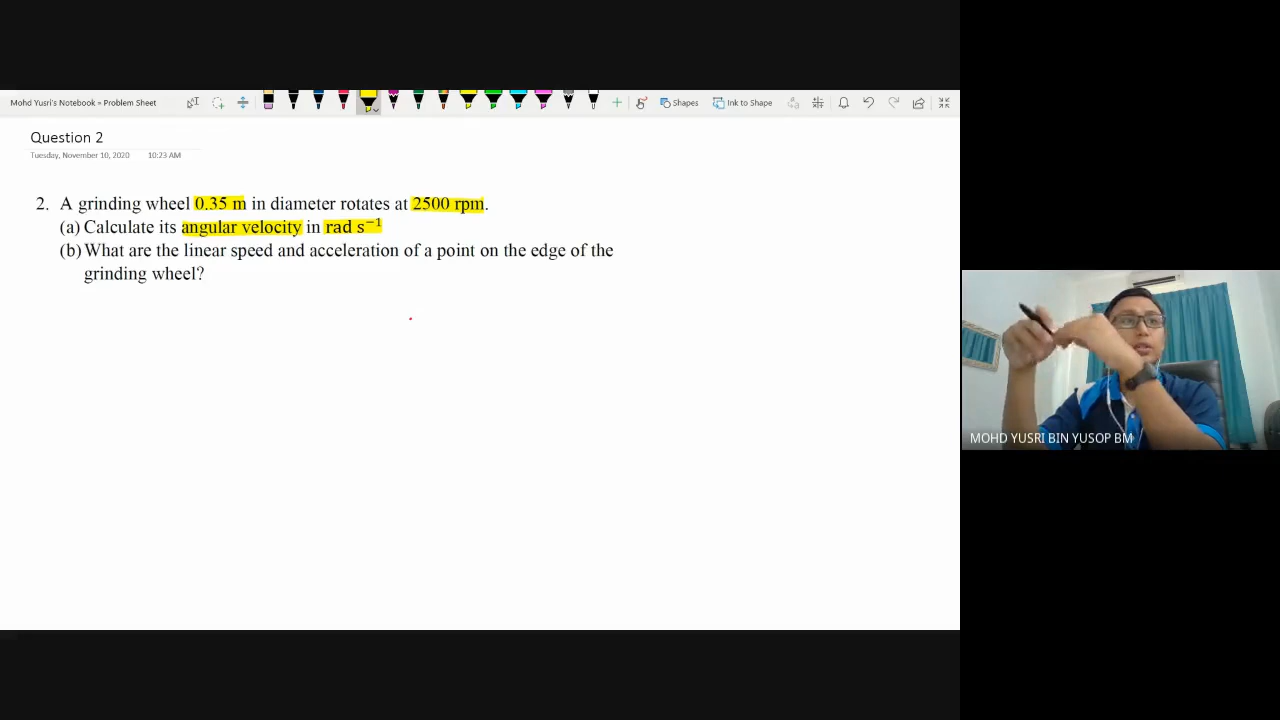 Mohd Yusri's Notebook » Problem Sheet
Shapes
Ink to Shape
Question 2
Tuesday, November 10, 2020 10:23 AM
2. A grinding wheel 0.35 m in diameter rotates at 2500 rpm.
(a) Calculate its angular velocity in rad s⁻¹
(b) What are the linear speed and acceleration of a point on the edge of the
grinding wheel?
MOHD YUSRI BIN YUSOP BM